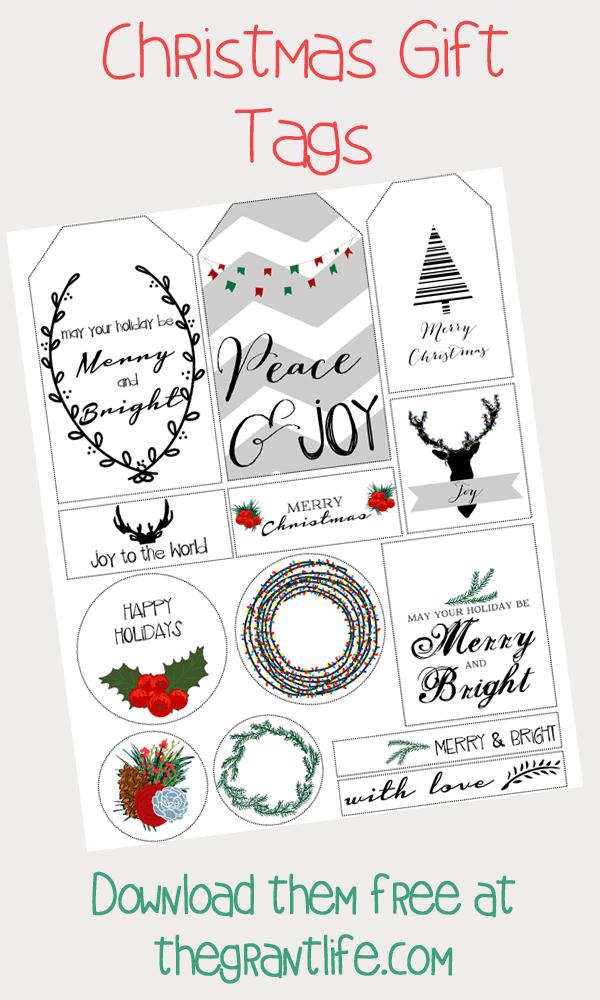 Christmas Gift
Tags
may your holiday be
Merry
and
Bright
Peace
& JOY
Merry
Christmas
Joy
Joy to the World
MERRY
Christmas
HAPPY
HOLIDAYS
MAY YOUR HOLIDAY BE
Merry
AND
Bright
MERRY & BRIGHT
with love
Download them free at
thegrantlife.com